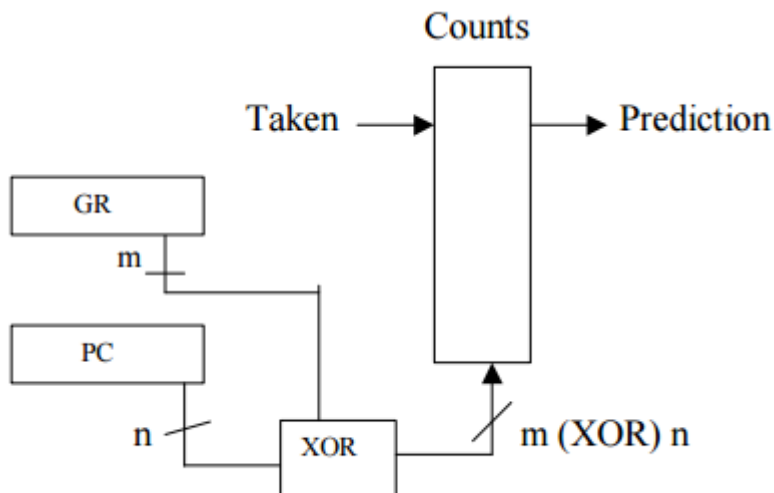 Counts
Taken
Prediction
GR
m
PC
n
XOR
m (XOR) n